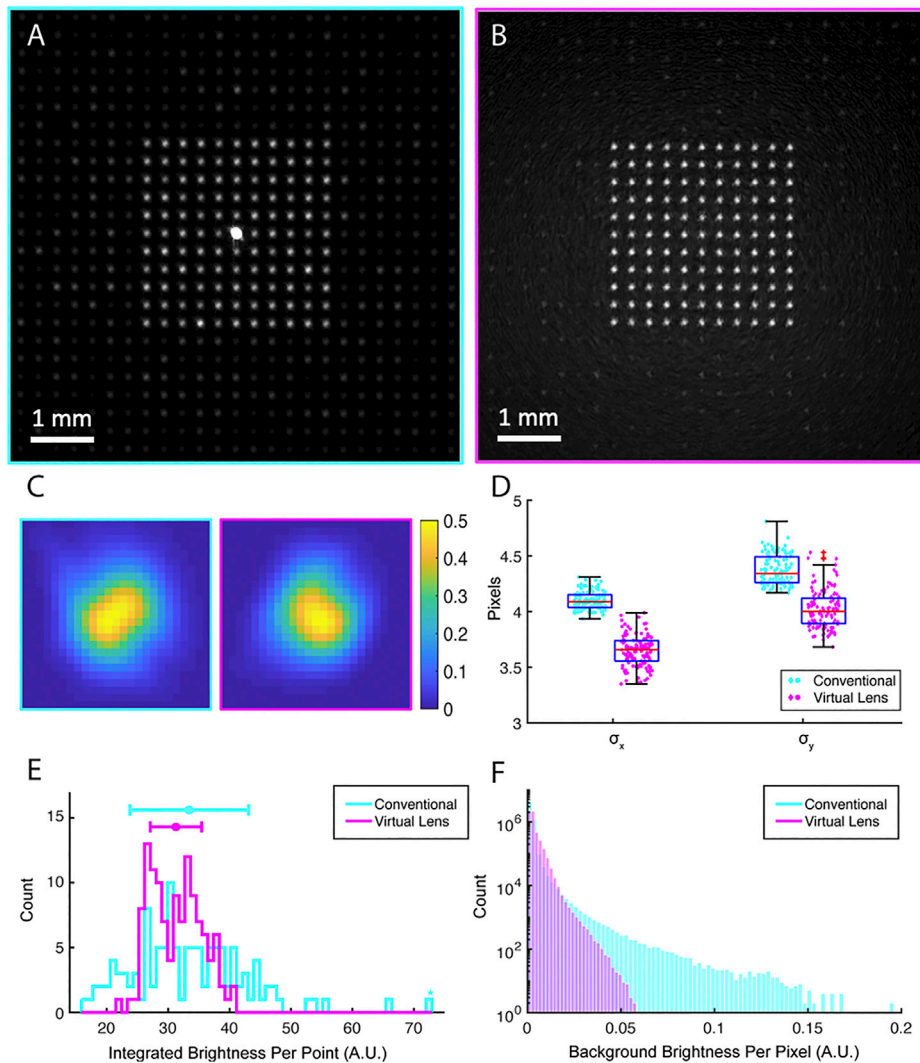 A
B
1 mm
1 mm
C
D
0.5
0.4
0.3
0.2
0.1
0
5
4.5
4
3.5
3
Pixels
Conventional
Virtual Lens
σx
σy
E
F
Conventional
Virtual Lens
Conventional
Virtual Lens
15
10
5
0
Count
20 30 40 50 60 70
Integrated Brightness Per Point (A.U.)
*
10^6
10^4
10^2
10^0
Count
0 0.05 0.1 0.15 0.2
Background Brightness Per Pixel (A.U.)